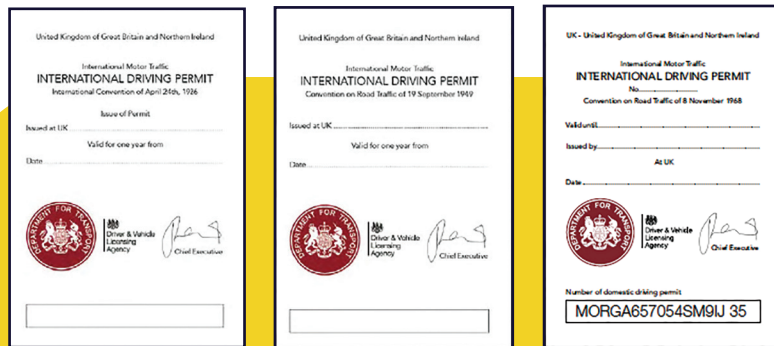 United Kingdom of Great Britain and Northern Ireland
International Motor Traffic
INTERNATIONAL DRIVING PERMIT
International Convention of April 24th, 1926
Issue of Permit
Issued at UK
Valid for one year from
Date
DEPARTMENT FOR TRANSPORT
Driver & Vehicle
Licensing
Agency
Chief Executive
United Kingdom of Great Britain and Northern Ireland
International Motor Traffic
INTERNATIONAL DRIVING PERMIT
Convention on Road Traffic of 19 September 1949
Issued at UK
Valid for one year from
Date
DEPARTMENT FOR TRANSPORT
Driver & Vehicle
Licensing
Agency
Chief Executive
UK - United Kingdom of Great Britain and Northern Ireland
International Motor Traffic
INTERNATIONAL DRIVING PERMIT
No.
Convention on Road Traffic of 8 November 1968
Valid until
Issued by
At UK
Date
DEPARTMENT FOR TRANSPORT
Driver & Vehicle
Licensing
Agency
Chief Executive
Number of domestic driving permit
MORGA657054SM9IJ 35